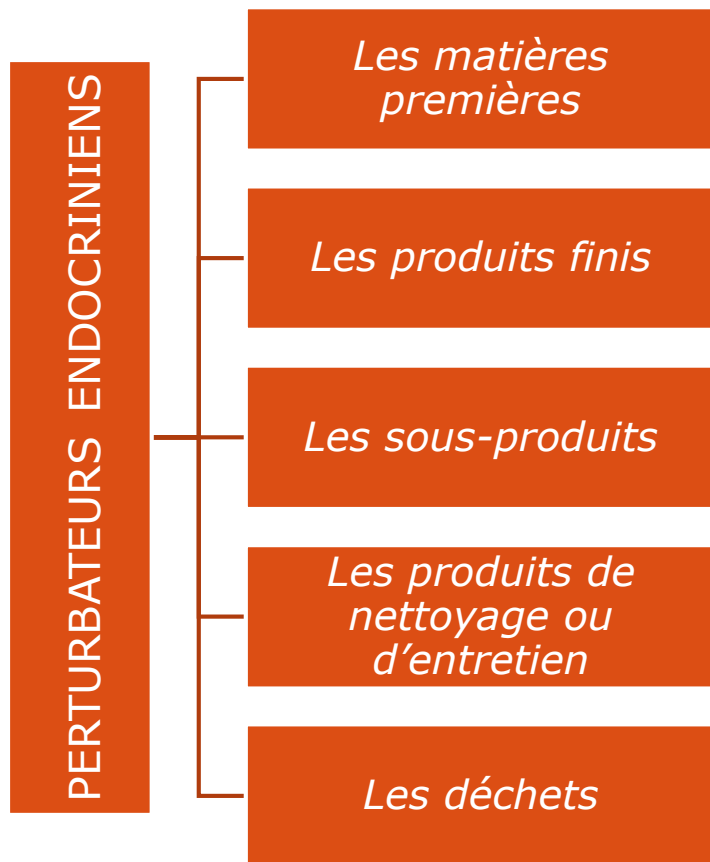 PERTURBATEURS ENDOCRINIENS
Les matières
premières
Les produits finis
Les sous-produits
Les produits de
nettoyage ou
d’entretien
Les déchets